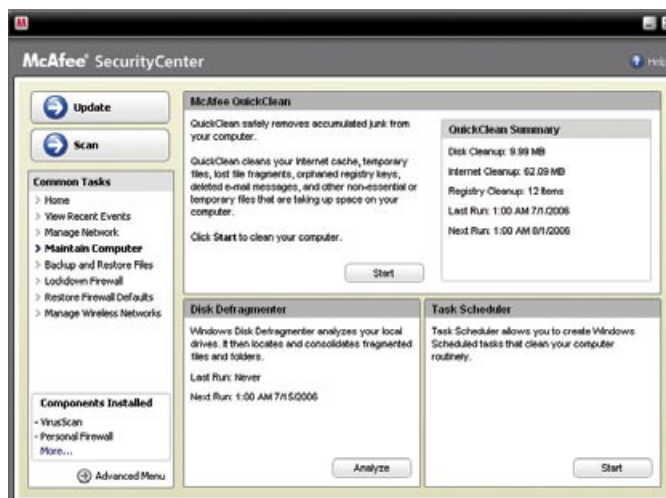 McAfee® SecurityCenter
Help
Update
Scan
Common Tasks
Home
View Recent Events
Manage Network
Maintain Computer
Backup and Restore Files
Lockdown Firewall
Restore Firewall Defaults
Manage Wireless Networks
Components Installed
- VirusScan
- Personal Firewall
More...
Advanced Menu
McAfee QuickClean
QuickClean safely removes accumulated junk from
your computer.
QuickClean cleans your Internet cache, temporary
files, lost file fragments, orphaned registry keys,
deleted e-mail messages, and other non-essential or
temporary files that are taking up space on your
computer.
Click Start to clean your computer.
Start
QuickClean Summary
Disk Cleanup: 9.99 MB
Internet Cleanup: 62.09 MB
Registry Cleanup: 12 Items
Last Run: 1:00 AM 7/1/2006
Next Run: 1:00 AM 8/1/2006
Disk Defragmenter
Windows Disk Defragmenter analyzes your local
drives. It then locates and consolidates fragmented
files and folders.
Last Run: Never
Next Run: 1:00 AM 7/15/2006
Analyze
Task Scheduler
Task Scheduler allows you to create Windows
Scheduled tasks that clean your computer
routinely.
Start